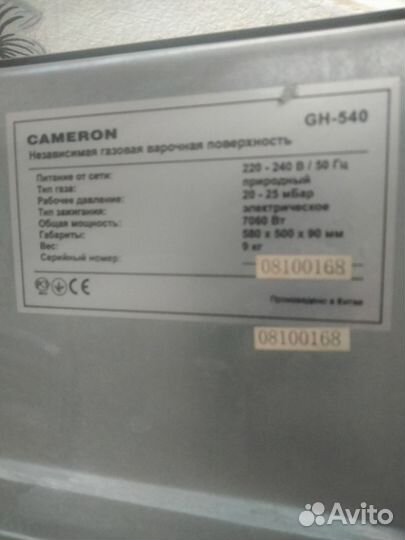 CAMERON GH-540
Независимая газовая варочная поверхность
Питание от сети: 220 - 240 В / 50 Гц
Тип газа: природный
Рабочее давление: 20 - 25 мБар
Тип зажигания: электрическое
Общая мощность: 7060 Вт
Габариты: 580 x 500 x 90 мм
Вес: 9 кг
Серийный номер: 08100168
CE
Произведено в Китае
08100168
Avito